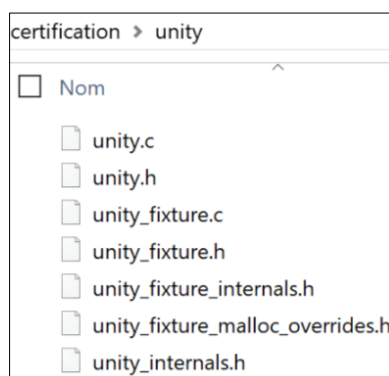 certification > unity
Nom
unity.c
unity.h
unity_fixture.c
unity_fixture.h
unity_fixture_internals.h
unity_fixture_malloc_overrides.h
unity_internals.h